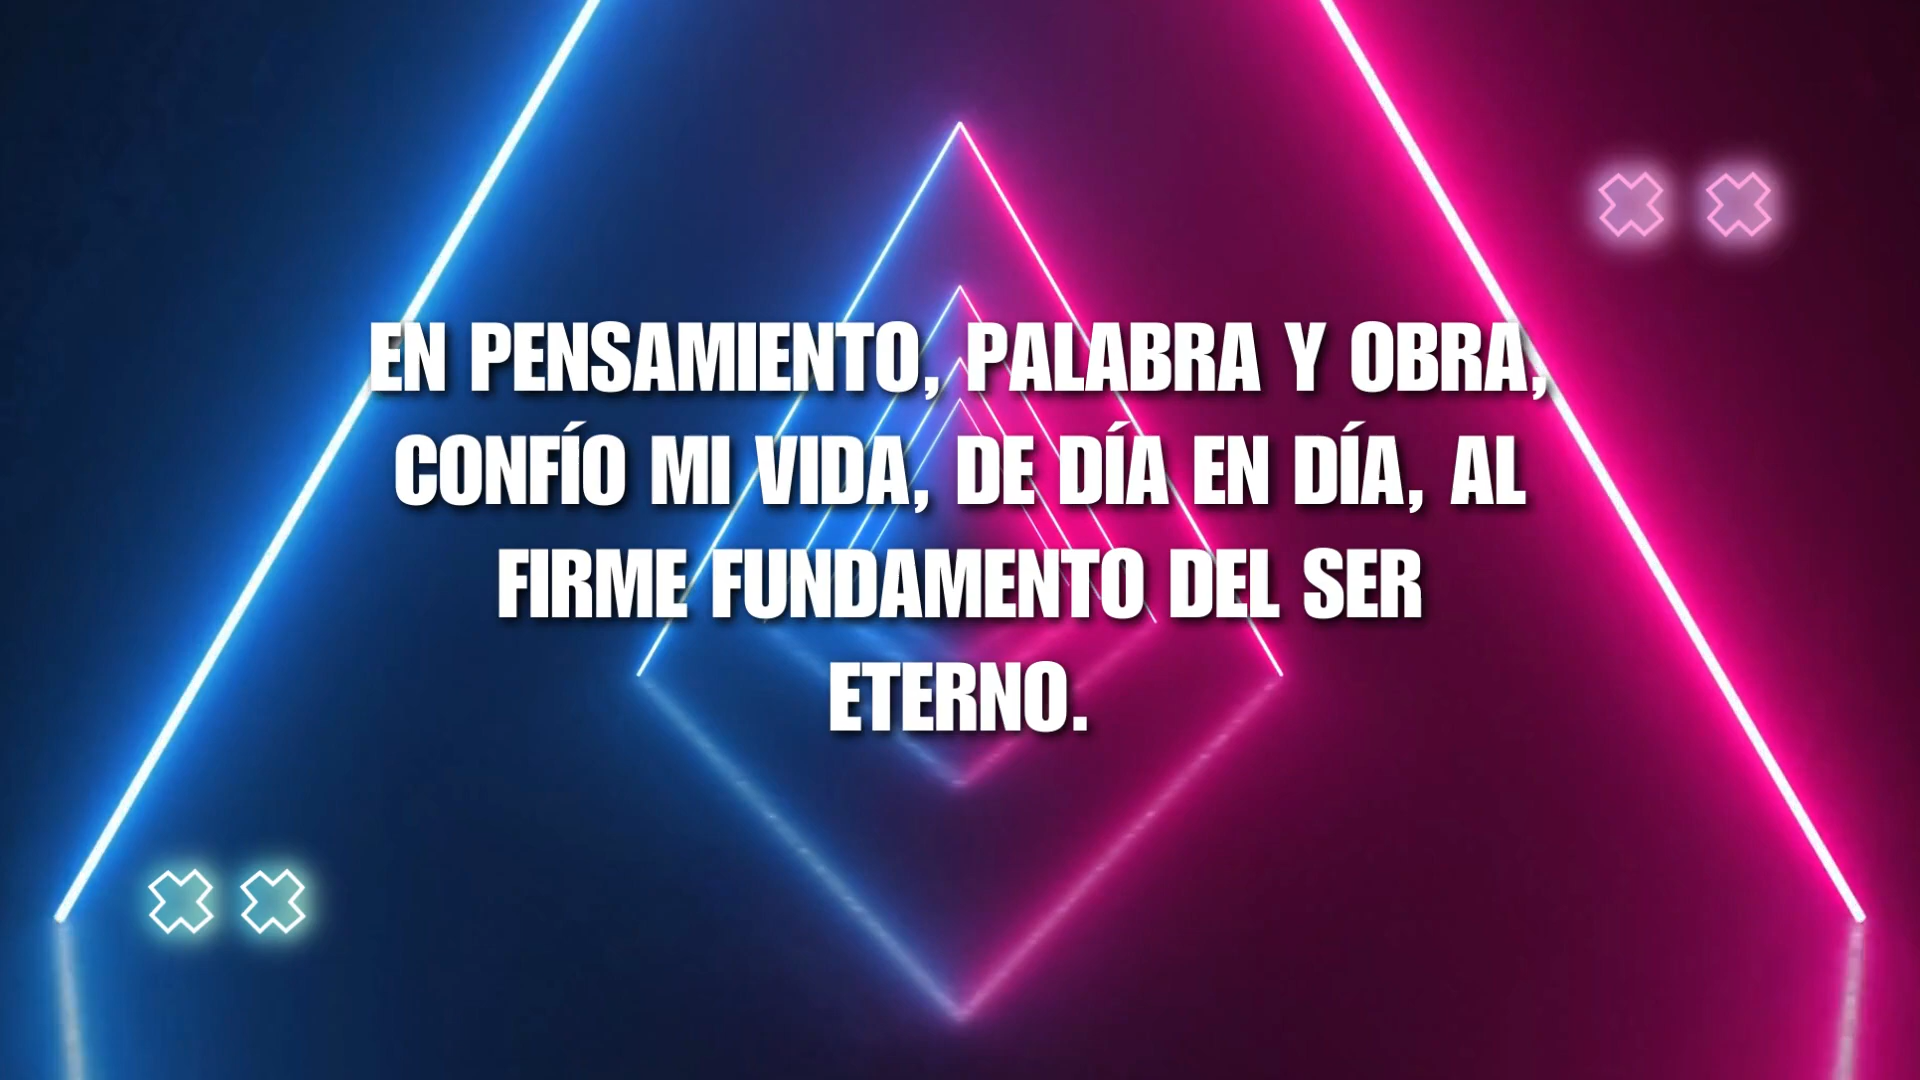 EN PENSAMIENTO, PALABRA Y OBRA,
CONFÍO MI VIDA, DE DÍA EN DÍA, AL
FIRME FUNDAMENTO DEL SER
ETERNO.